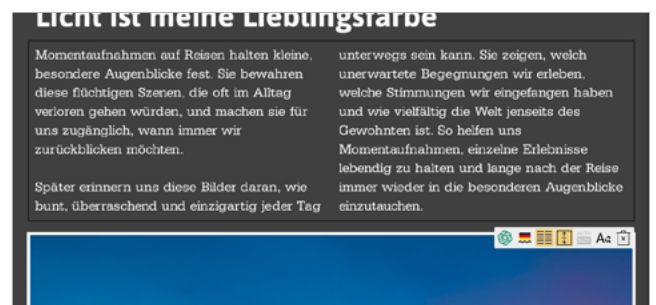 Licht ist meine Lieblingsfarbe
Momentaufnahmen auf Reisen halten kleine,
besondere Augenblicke fest. Sie bewahren
diese flüchtigen Szenen, die oft im Alltag
verloren gehen würden, und machen sie für
uns zugänglich, wann immer wir
zurückblicken möchten.
Später erinnern uns diese Bilder daran, wie
bunt, überraschend und einzigartig jeder Tag
unterwegs sein kann. Sie zeigen, welch
unerwartete Begegnungen wir erleben,
welche Stimmungen wir eingefangen haben
und wie vielfältig die Welt jenseits des
Gewohnten ist. So helfen uns
Momentaufnahmen, einzelne Erlebnisse
lebendig zu halten und lange nach der Reise
immer wieder in die besonderen Augenblicke
einzutauchen.